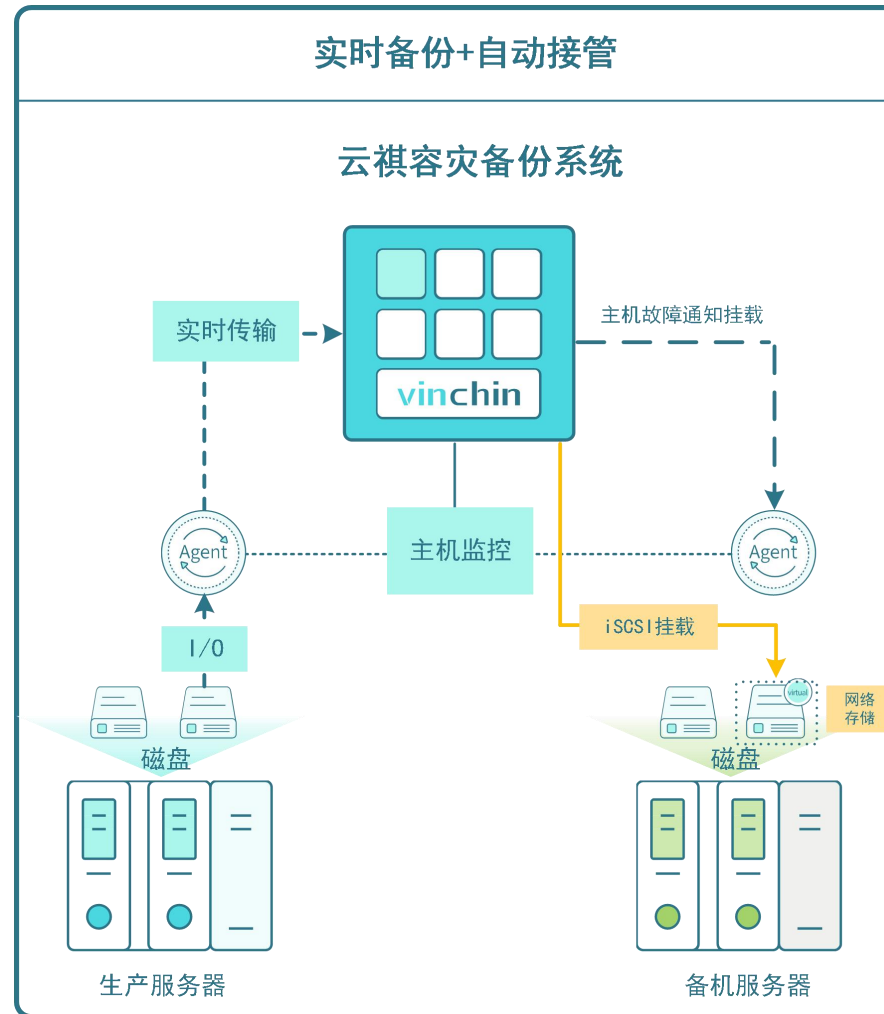 实时备份+自动接管
云祺容灾备份系统
实时传输
主机故障通知挂载
vinchin
Agent
主机监控
Agent
I/O
iSCSI挂载
virtual
网络
存储
磁盘
磁盘
生产服务器
备机服务器